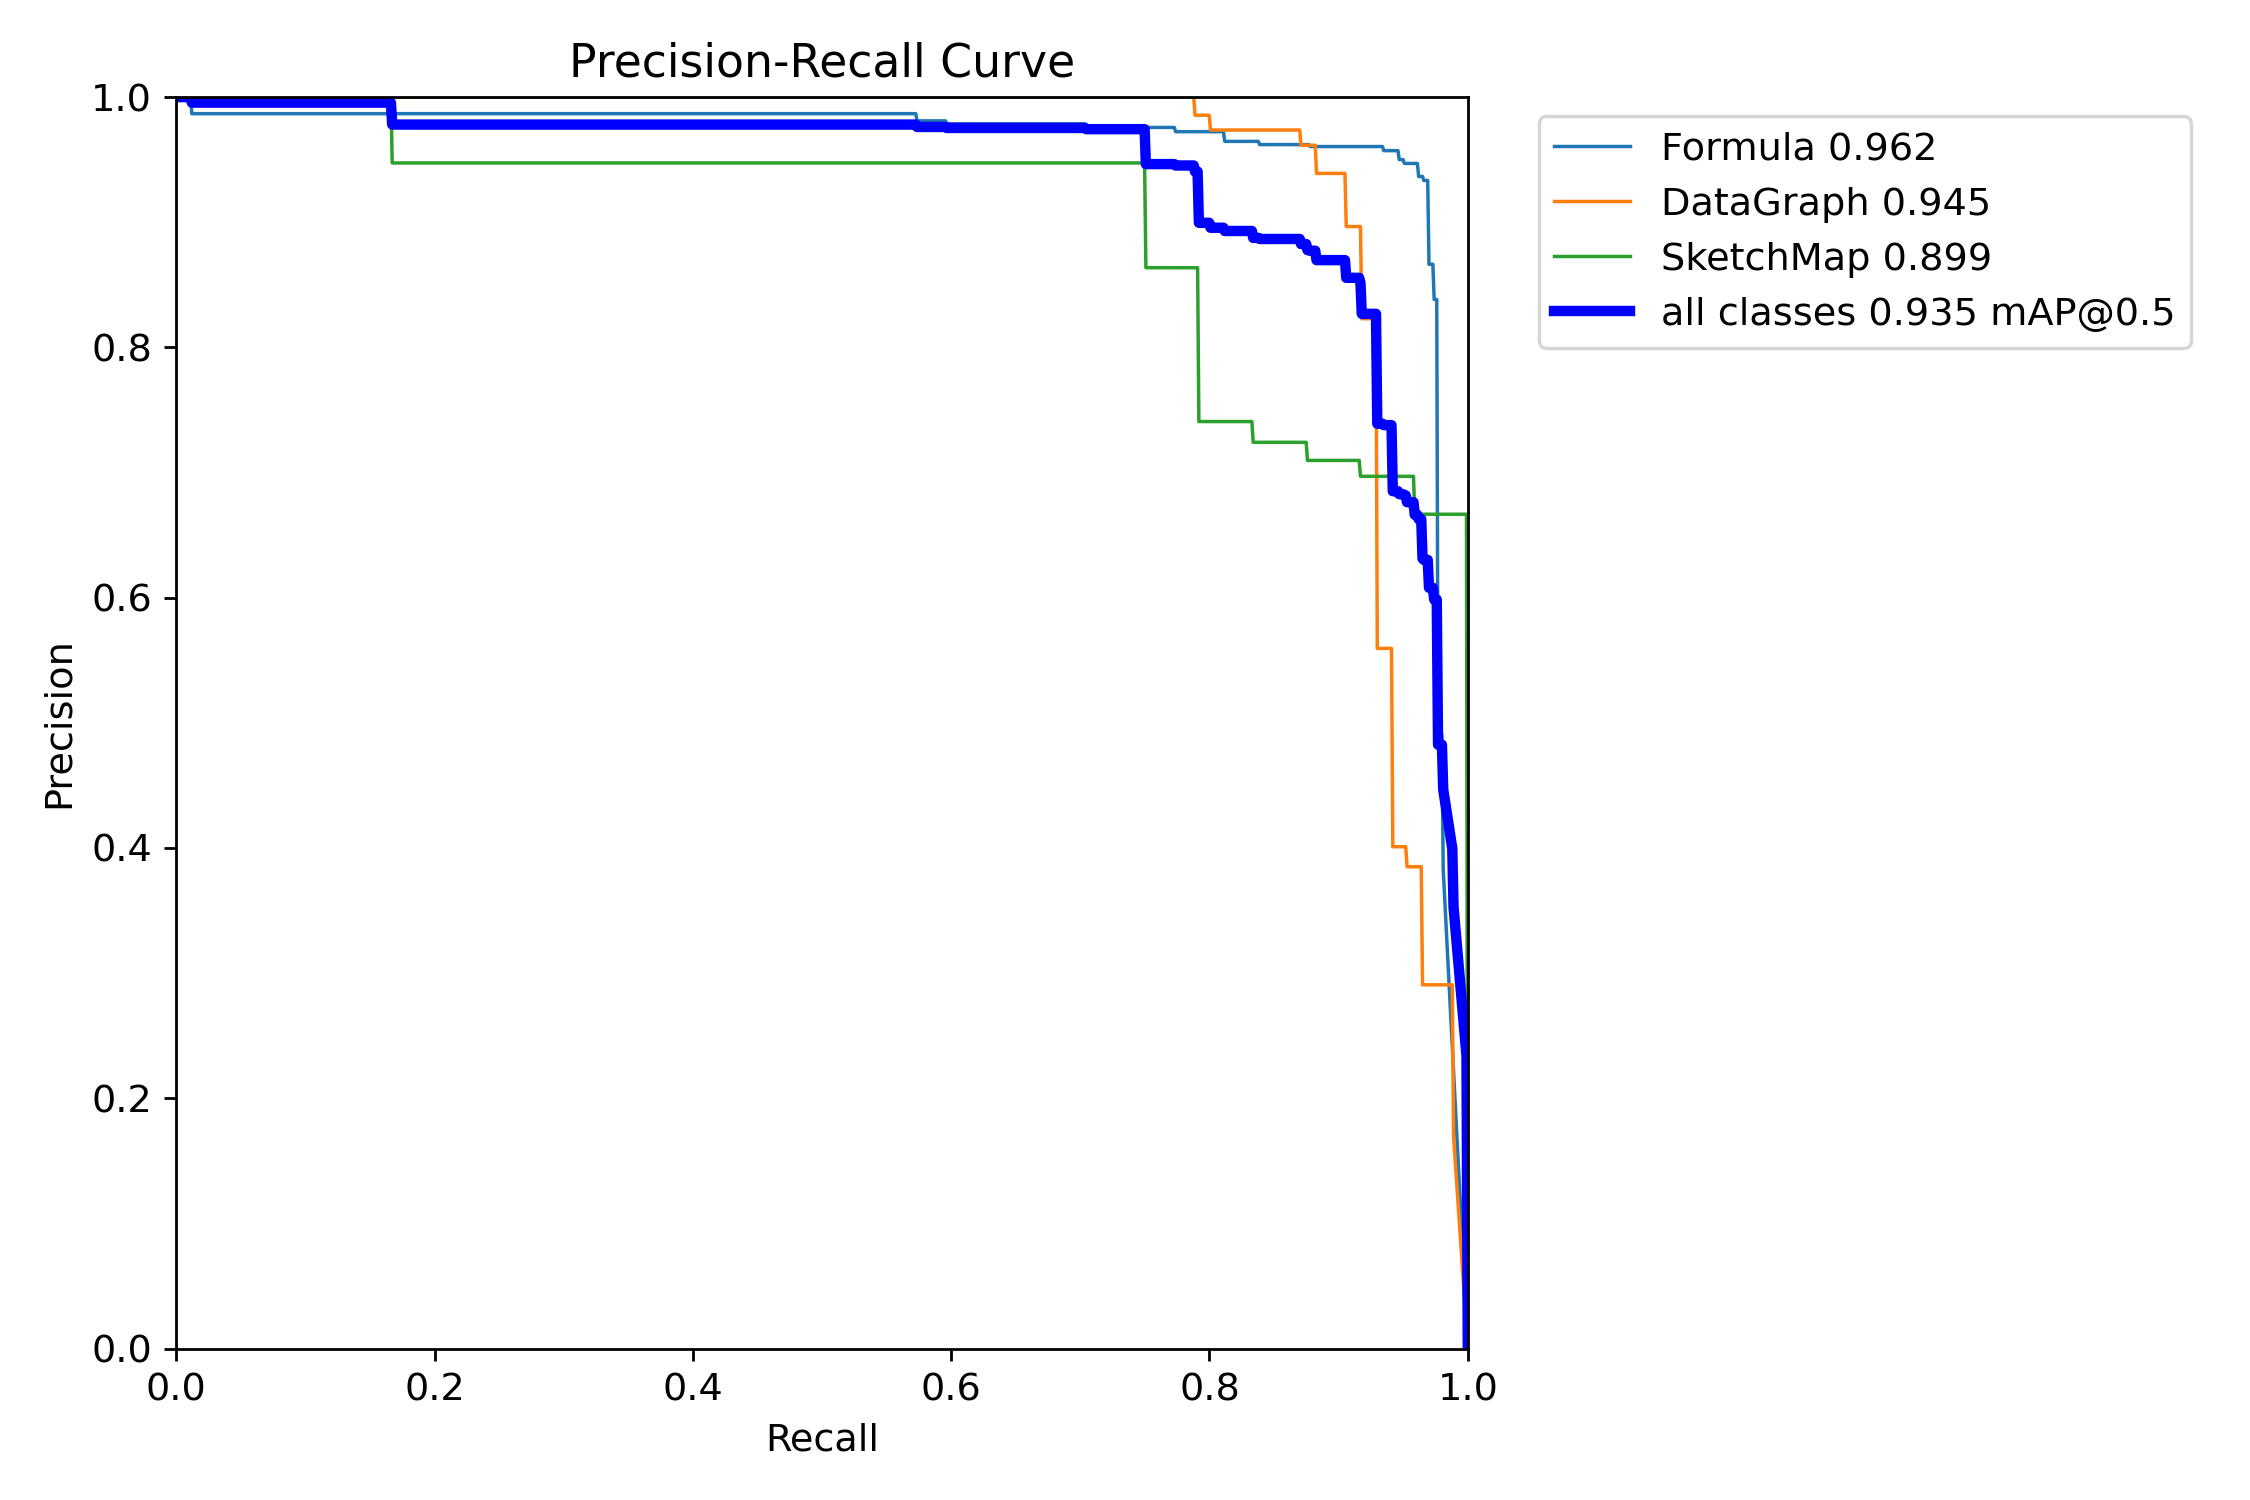 Precision-Recall Curve
1.0
0.8
0.6
0.4
0.2
0.0
Precision
0.0 0.2 0.4 0.6 0.8 1.0
Recall
Formula 0.962
DataGraph 0.945
SketchMap 0.899
all classes 0.935 mAP@0.5